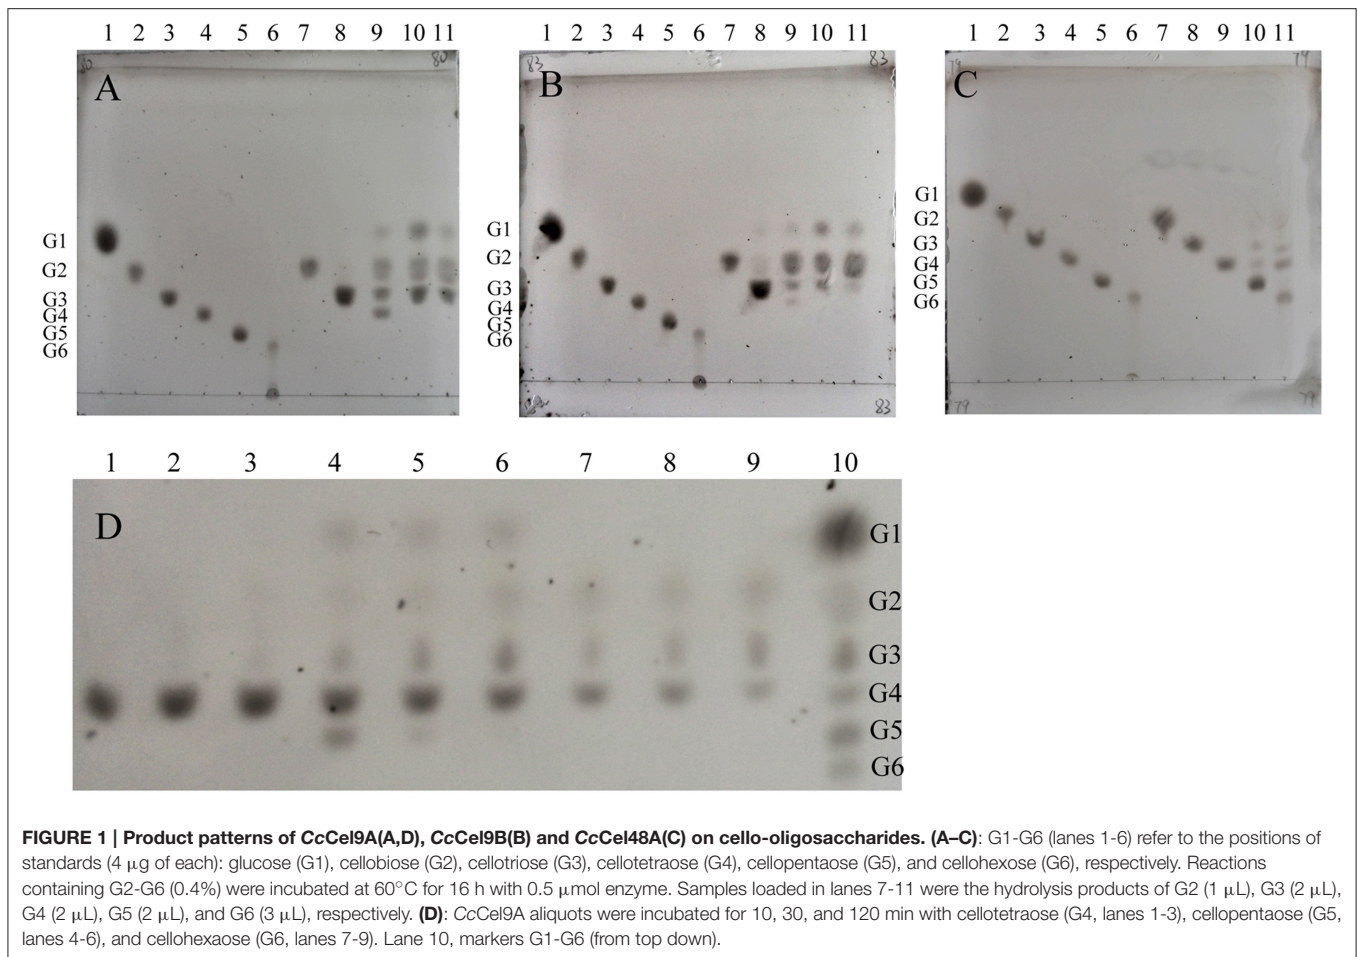 1 2 3 4 5 6 7 8 9 10 11
1 2 3 4 5 6 7 8 9 10 11
1 2 3 4 5 6 7 8 9 10 11
80 80
A
G1
G2
G3
G4
G5
G6
83 83
B
G1
G2
G3
G4
G5
G6
83
79 79
C
G1
G2
G3
G4
G5
G6
79 79
1 2 3 4 5 6 7 8 9 10
D
G1
G2
G3
G4
G5
G6
FIGURE 1 | Product patterns of CcCel9A(A,D), CcCel9B(B) and CcCel48A(C) on cello-oligosaccharides. (A–C): G1-G6 (lanes 1-6) refer to the positions of
standards (4 μg of each): glucose (G1), cellobiose (G2), cellotriose (G3), cellotetraose (G4), cellopentaose (G5), and cellohexose (G6), respectively. Reactions
containing G2-G6 (0.4%) were incubated at 60°C for 16 h with 0.5 μmol enzyme. Samples loaded in lanes 7-11 were the hydrolysis products of G2 (1 μL), G3 (2 μL),
G4 (2 μL), G5 (2 μL), and G6 (3 μL), respectively. (D): CcCel9A aliquots were incubated for 10, 30, and 120 min with cellotetraose (G4, lanes 1-3), cellopentaose (G5,
lanes 4-6), and cellohexaose (G6, lanes 7-9). Lane 10, markers G1-G6 (from top down).